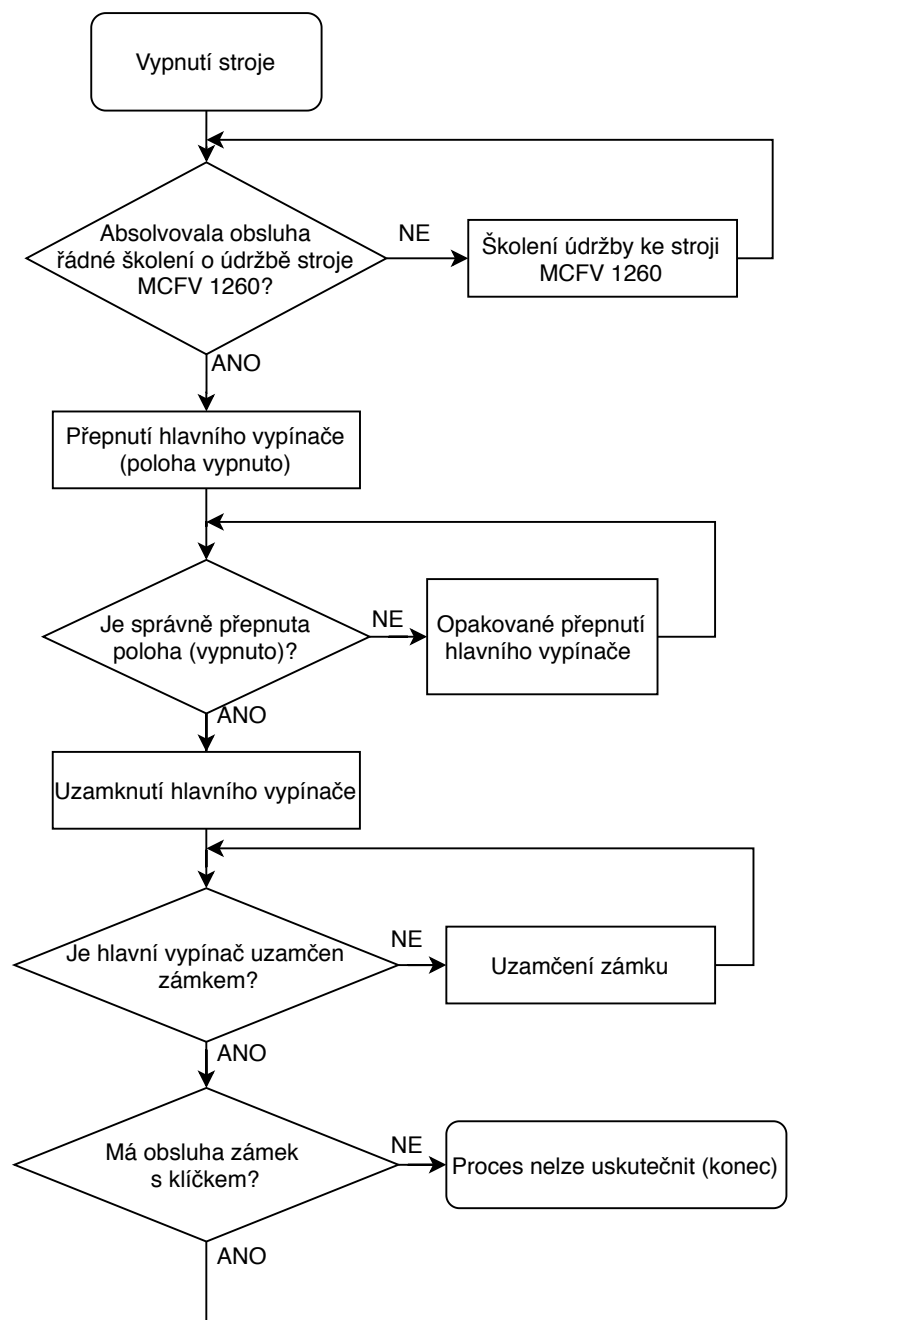 Vypnutí stroje
Absolvovala obsluha
řádné školení o údržbě stroje
MCFV 1260?
NE
Školení údržby ke stroji
MCFV 1260
ANO
Přepnutí hlavního vypínače
(poloha vypnuto)
Je správně přepnuta
poloha (vypnuto)?
NE
Opakované přepnutí
hlavního vypínače
ANO
Uzamknutí hlavního vypínače
Je hlavní vypínač uzamčen
zámkem?
NE
Uzamčení zámku
ANO
Má obsluha zámek
s klíčkem?
NE
Proces nelze uskutečnit (konec)
ANO